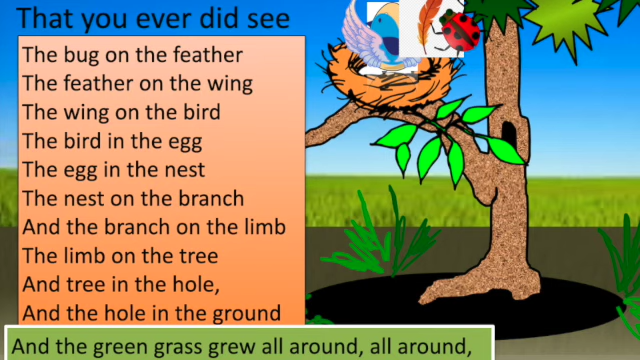 That you ever did see
The bug on the feather
The feather on the wing
The wing on the bird
The bird in the egg
The egg in the nest
The nest on the branch
And the branch on the limb
The limb on the tree
And tree in the hole,
And the hole in the ground
And the green grass grew all around, all around,